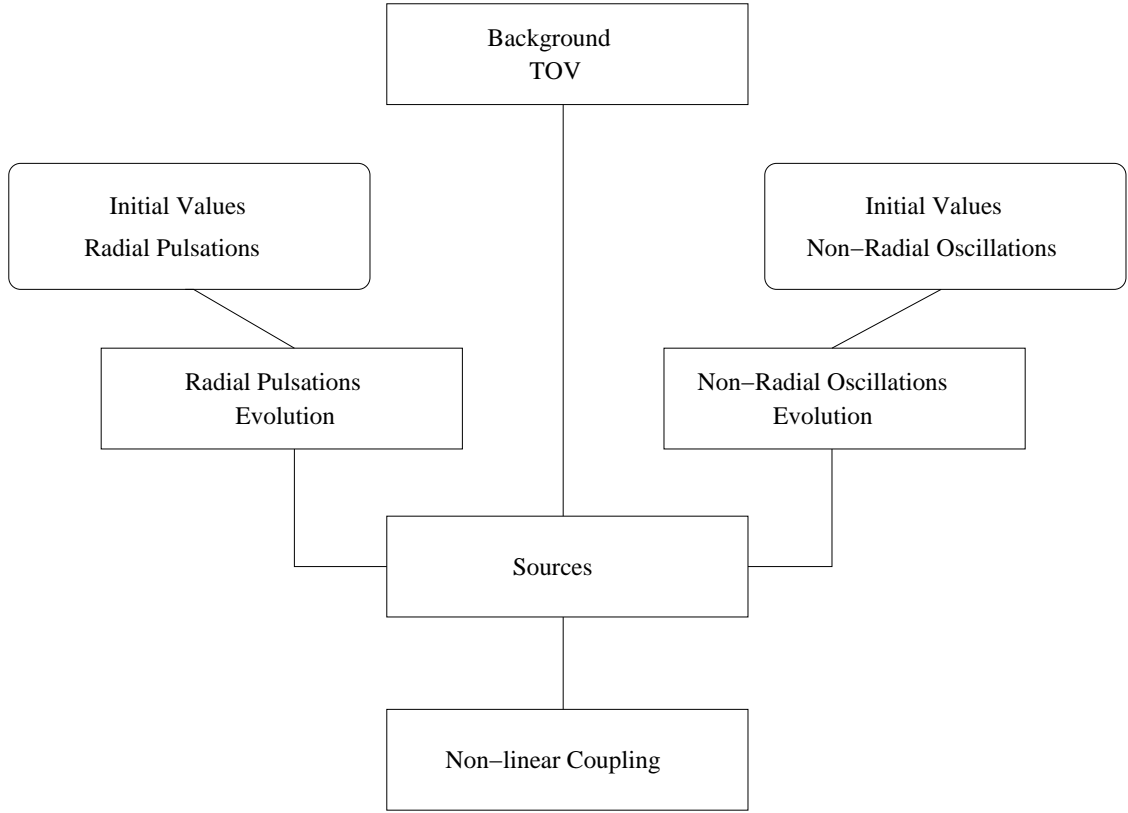 Background
TOV
Initial Values
Radial Pulsations
Initial Values
Non−Radial Oscillations
Radial Pulsations
Evolution
Non−Radial Oscillations
Evolution
Sources
Non−linear Coupling